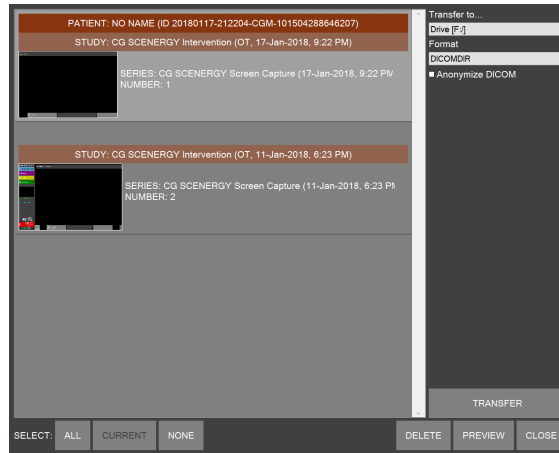 PATIENT: NO NAME (ID 20180117-212204-CGM-101504288646207)
STUDY: CG SCENERGY Intervention (OT, 17-Jan-2018, 9:22 PM)
SERIES: CG SCENERGY Screen Capture (17-Jan-2018, 9:22 PM
NUMBER: 1
STUDY: CG SCENERGY Intervention (OT, 11-Jan-2018, 6:23 PM)
SERIES: CG SCENERGY Screen Capture (11-Jan-2018, 6:23 PM
NUMBER: 2
Transfer to...
Drive [F:/]
Format
DICOMDIR
Anonymize DICOM
TRANSFER
SELECT: ALL CURRENT NONE DELETE PREVIEW CLOSE